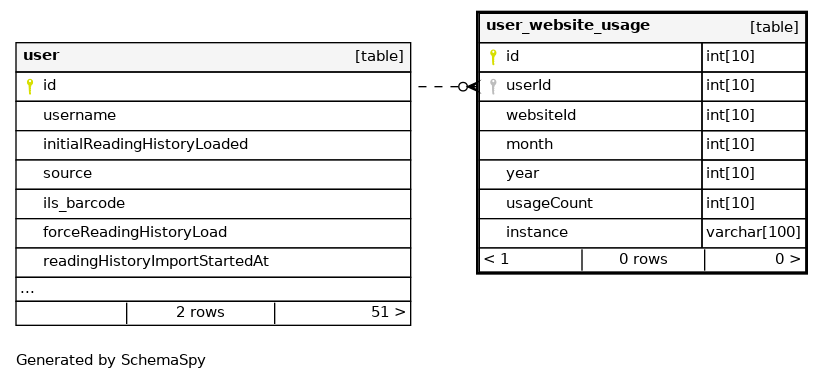 user [table]
id
username
initialReadingHistoryLoaded
source
ils_barcode
forceReadingHistoryLoad
readingHistoryImportStartedAt
...
2 rows 51 >
user_website_usage [table]
id int[10]
userId int[10]
websiteId int[10]
month int[10]
year int[10]
usageCount int[10]
instance varchar[100]
< 1 0 rows 0 >
Generated by SchemaSpy